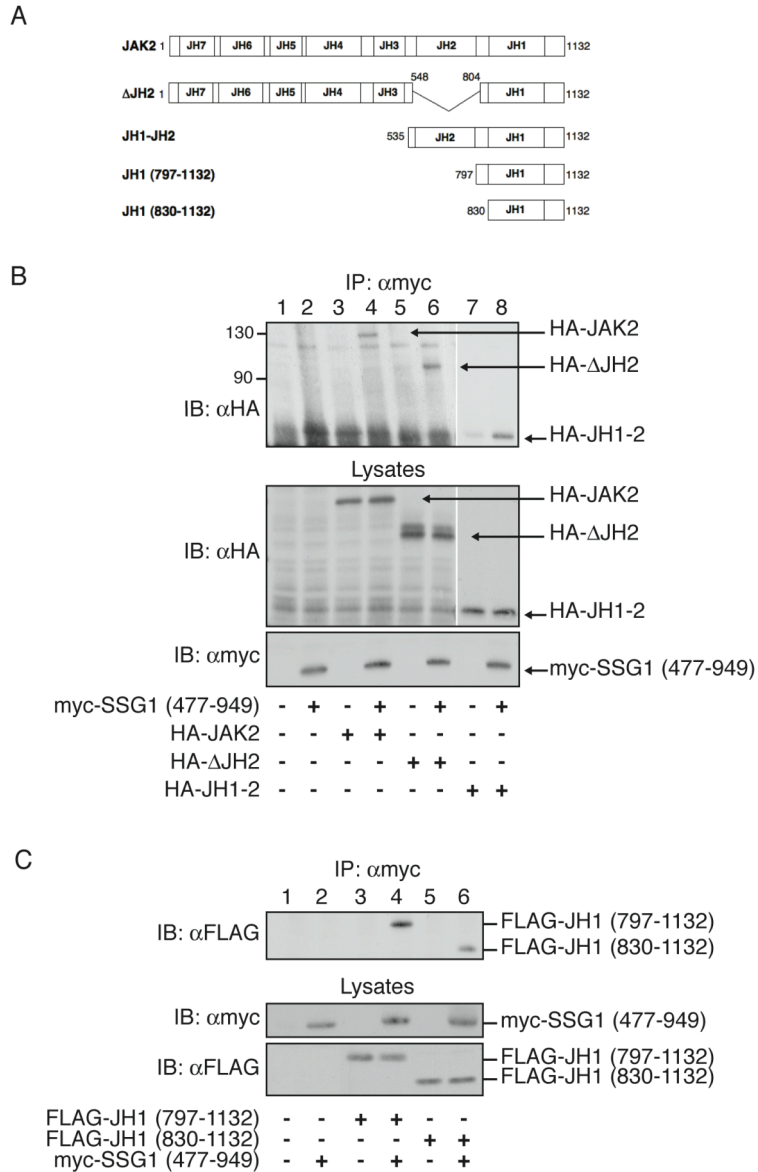 A
JAK2 1 JH7 JH6 JH5 JH4 JH3 JH2 JH1 1132
548 804
ΔJH2 1 JH7 JH6 JH5 JH4 JH3 JH1 1132
JH1-JH2 535 JH2 JH1 1132
JH1 (797-1132) 797 JH1 1132
JH1 (830-1132) 830 JH1 1132
B
IP: αmyc
1 2 3 4 5 6 7 8
130 HA-JAK2
HA-ΔJH2
90
IB: αHA
HA-JH1-2
Lysates
HA-JAK2
HA-ΔJH2
IB: αHA
HA-JH1-2
IB: αmyc
myc-SSG1 (477-949)
myc-SSG1 (477-949) - + - + - + - +
HA-JAK2 - - + + - - - -
HA-ΔJH2 - - - - + + - -
HA-JH1-2 - - - - - - + +
C
IP: αmyc
1 2 3 4 5 6
IB: αFLAG
FLAG-JH1 (797-1132)
FLAG-JH1 (830-1132)
Lysates
IB: αmyc myc-SSG1 (477-949)
IB: αFLAG
FLAG-JH1 (797-1132)
FLAG-JH1 (830-1132)
FLAG-JH1 (797-1132) - - + + - -
FLAG-JH1 (830-1132) - - - - + +
myc-SSG1 (477-949) - + - + - +